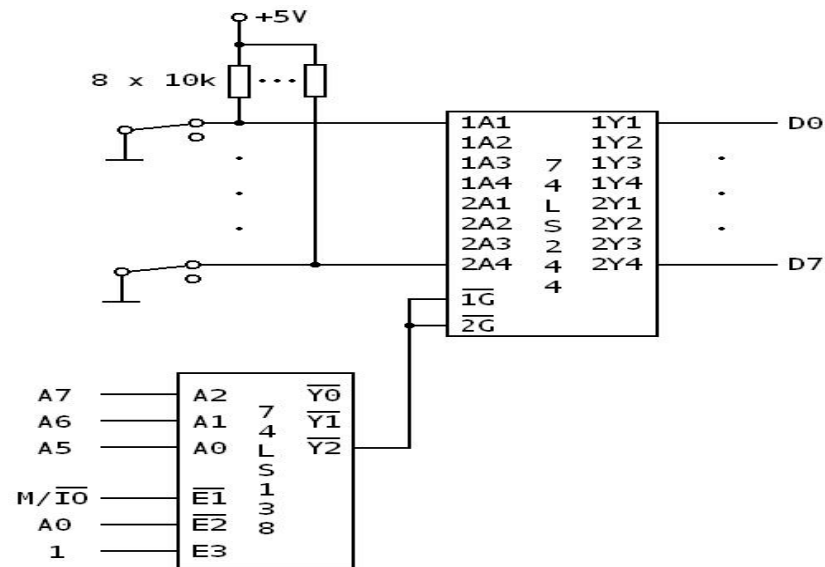 +5V
8 x 10k
1A1 1Y1 D0
1A2 1Y2
1A3 1Y3
1A4 1Y4
2A1 2Y1
2A2 2Y2
2A3 2Y3
2A4 2Y4 D7
74LS244
1G
2G
A7 A2 Y0
A6 A1 Y1
A5 A0 Y2
74LS138
M/IO E1
A0 E2
1 E3